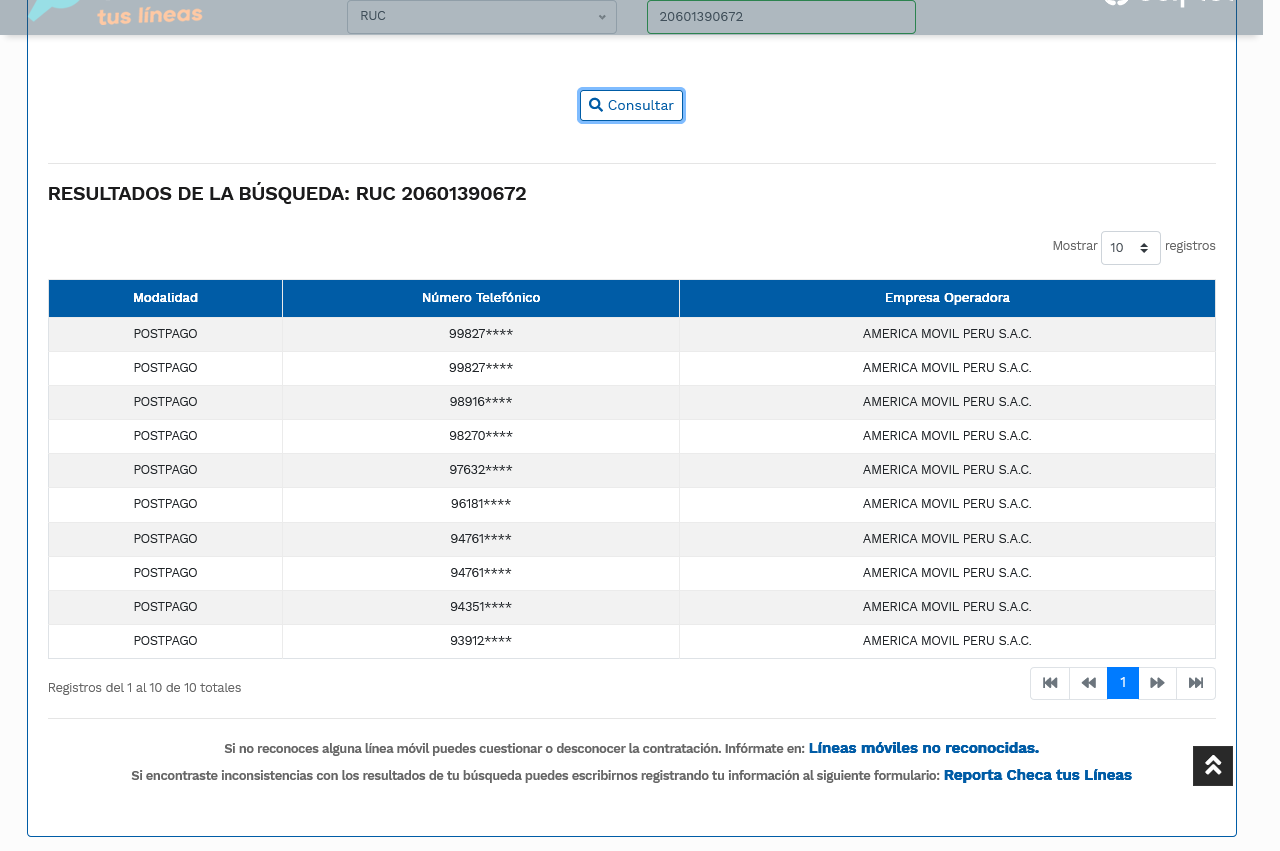 tus líneas
RUC
20601390672
Consultar
RESULTADOS DE LA BÚSQUEDA: RUC 20601390672
Mostrar 10 registros
Modalidad Número Telefónico Empresa Operadora
POSTPAGO 99827**** AMERICA MOVIL PERU S.A.C.
POSTPAGO 99827**** AMERICA MOVIL PERU S.A.C.
POSTPAGO 98916**** AMERICA MOVIL PERU S.A.C.
POSTPAGO 98270**** AMERICA MOVIL PERU S.A.C.
POSTPAGO 97632**** AMERICA MOVIL PERU S.A.C.
POSTPAGO 96181**** AMERICA MOVIL PERU S.A.C.
POSTPAGO 94761**** AMERICA MOVIL PERU S.A.C.
POSTPAGO 94761**** AMERICA MOVIL PERU S.A.C.
POSTPAGO 94351**** AMERICA MOVIL PERU S.A.C.
POSTPAGO 93912**** AMERICA MOVIL PERU S.A.C.
Registros del 1 al 10 de 10 totales
1
Si no reconoces alguna línea móvil puedes cuestionar o desconocer la contratación. Infórmate en: Líneas móviles no reconocidas.
Si encontraste inconsistencias con los resultados de tu búsqueda puedes escribirnos registrando tu información al siguiente formulario: Reporta Checa tus Líneas